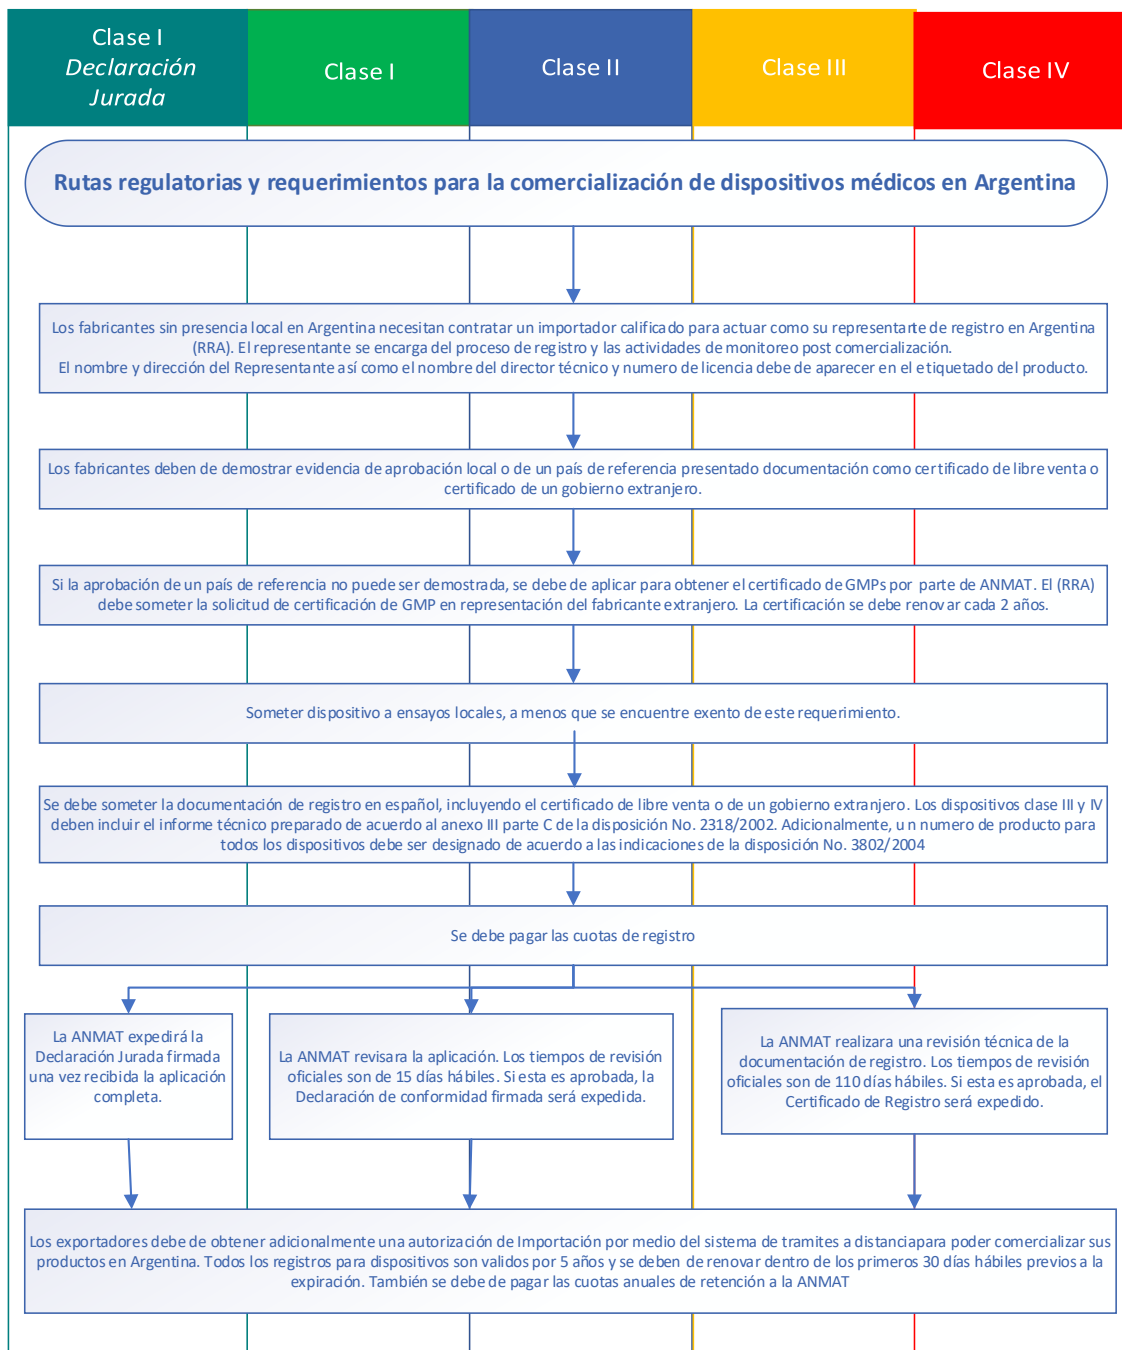 Clase I
Declaración
Jurada
Clase I
Clase II
Clase III
Clase IV
Rutas regulatorias y requerimientos para la comercialización de dispositivos médicos en Argentina
Los fabricantes sin presencia local en Argentina necesitan contratar un importador calificado para actuar como su representante de registro en Argentina
(RRA). El representante se encarga del proceso de registro y las actividades de monitoreo post comercialización.
El nombre y dirección del Representante así como el nombre del director técnico y numero de licencia debe de aparecer en el etiquetado del producto.
Los fabricantes deben de demostrar evidencia de aprobación local o de un país de referencia presentado documentación como certificado de libre venta o
certificado de un gobierno extranjero.
Si la aprobación de un país de referencia no puede ser demostrada, se debe de aplicar para obtener el certificado de GMPs por parte de ANMAT. El (RRA)
debe someter la solicitud de certificación de GMP en representación del fabricante extranjero. La certificación se debe renovar cada 2 años.
Someter dispositivo a ensayos locales, a menos que se encuentre exento de este requerimiento.
Se debe someter la documentación de registro en español, incluyendo el certificado de libre venta o de un gobierno extranjero. Los dispositivos clase III y IV
deben incluir el informe técnico preparado de acuerdo al anexo III parte C de la disposición No. 2318/2002. Adicionalmente, un numero de producto para
todos los dispositivos debe ser designado de acuerdo a las indicaciones de la disposición No. 3802/2004
Se debe pagar las cuotas de registro
La ANMAT expedirá la
Declaración Jurada firmada
una vez recibida la aplicación
completa.
La ANMAT revisara la aplicación. Los tiempos de revisión
oficiales son de 15 días hábiles. Si esta es aprobada, la
Declaración de conformidad firmada será expedida.
La ANMAT realizara una revisión técnica de la
documentación de registro. Los tiempos de revisión
oficiales son de 110 días hábiles. Si esta es aprobada, el
Certificado de Registro será expedido.
Los exportadores debe de obtener adicionalmente una autorización de Importación por medio del sistema de tramites a distanciapara poder comercializar sus
productos en Argentina. Todos los registros para dispositivos son validos por 5 años y se deben de renovar dentro de los primeros 30 días hábiles previos a la
expiración. También se debe de pagar las cuotas anuales de retención a la ANMAT